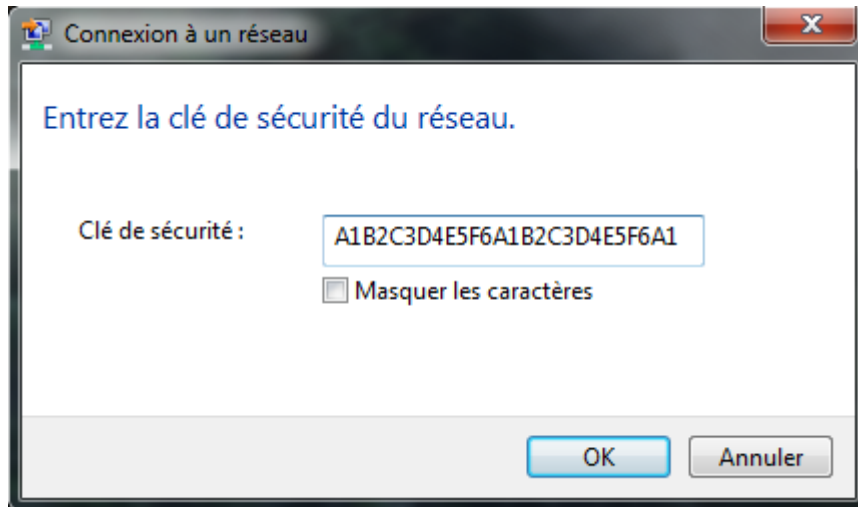 Connexion à un réseau
Entrez la clé de sécurité du réseau.
Clé de sécurité : A1B2C3D4E5F6A1B2C3D4E5F6A1
Masquer les caractères
OK Annuler